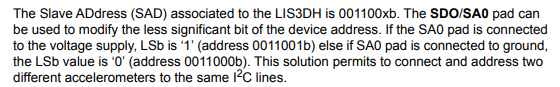 The Slave ADdress (SAD) associated to the LIS3DH is 001100xb. The SDO/SA0 pad can
be used to modify the less significant bit of the device address. If the SA0 pad is connected
to the voltage supply, LSb is ‘1’ (address 0011001b) else if SA0 pad is connected to ground,
the LSb value is ‘0’ (address 0011000b). This solution permits to connect and address two
different accelerometers to the same I²C lines.